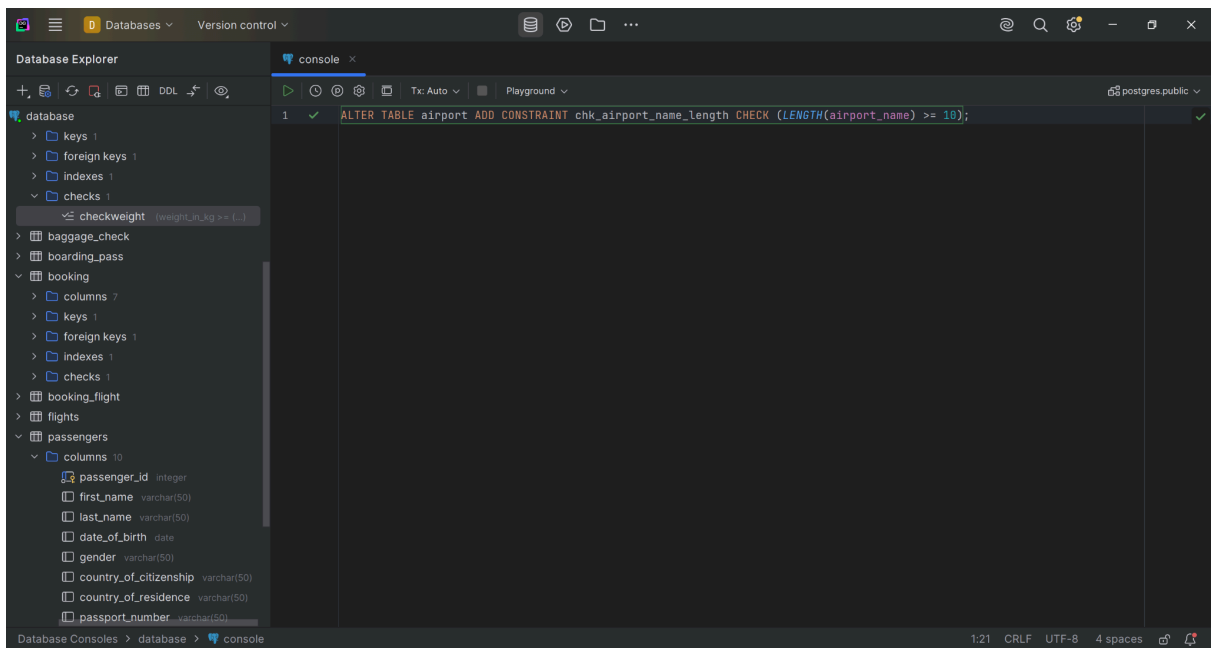 D Databases Version control
Database Explorer
console
DDL
Tx: Auto
Playground
postgres.public
database
keys 1
foreign keys 1
indexes 1
checks 1
checkweight (weight_in_kg >= (...)
baggage_check
boarding_pass
booking
columns 7
keys 1
foreign keys 1
indexes 1
checks 1
booking_flight
flights
passengers
columns 10
passenger_id integer
first_name varchar(50)
last_name varchar(50)
date_of_birth date
gender varchar(50)
country_of_citizenship varchar(50)
country_of_residence varchar(50)
passport_number varchar(50)
1 ALTER TABLE airport ADD CONSTRAINT chk_airport_name_length CHECK (LENGTH(airport_name) >= 10);
Database Consoles > database > console
1:21 CRLF UTF-8 4 spaces